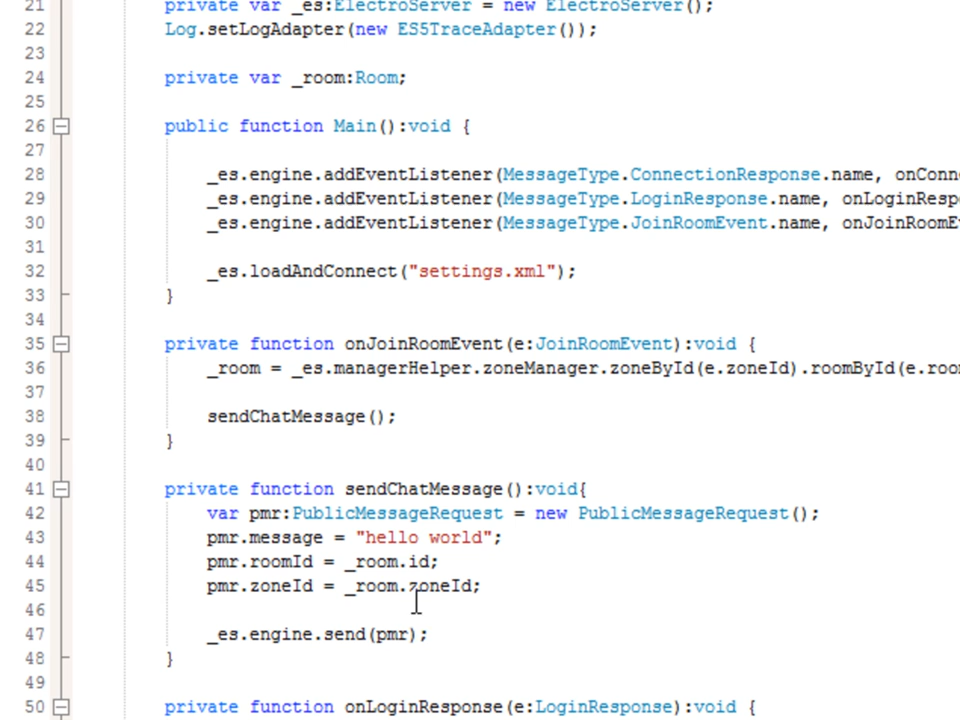 21 private var _es:ElectroServer = new ElectroServer();
22 Log.setLogAdapter(new ES5TraceAdapter());
23
24 private var _room:Room;
25
26 public function Main():void {
27
28 _es.engine.addEventListener(MessageType.ConnectionResponse.name, onConn
29 _es.engine.addEventListener(MessageType.LoginResponse.name, onLoginResp
30 _es.engine.addEventListener(MessageType.JoinRoomEvent.name, onJoinRoomE
31
32 _es.loadAndConnect("settings.xml");
33 }
34
35 private function onJoinRoomEvent(e:JoinRoomEvent):void {
36 _room = _es.managerHelper.zoneManager.zoneById(e.zoneId).roomById(e.roo
37
38 sendChatMessage();
39 }
40
41 private function sendChatMessage():void{
42 var pmr:PublicMessageRequest = new PublicMessageRequest();
43 pmr.message = "hello world";
44 pmr.roomId = _room.id;
45 pmr.zoneId = _room.zoneId;
46
47 _es.engine.send(pmr);
48 }
49
50 private function onLoginResponse(e:LoginResponse):void {